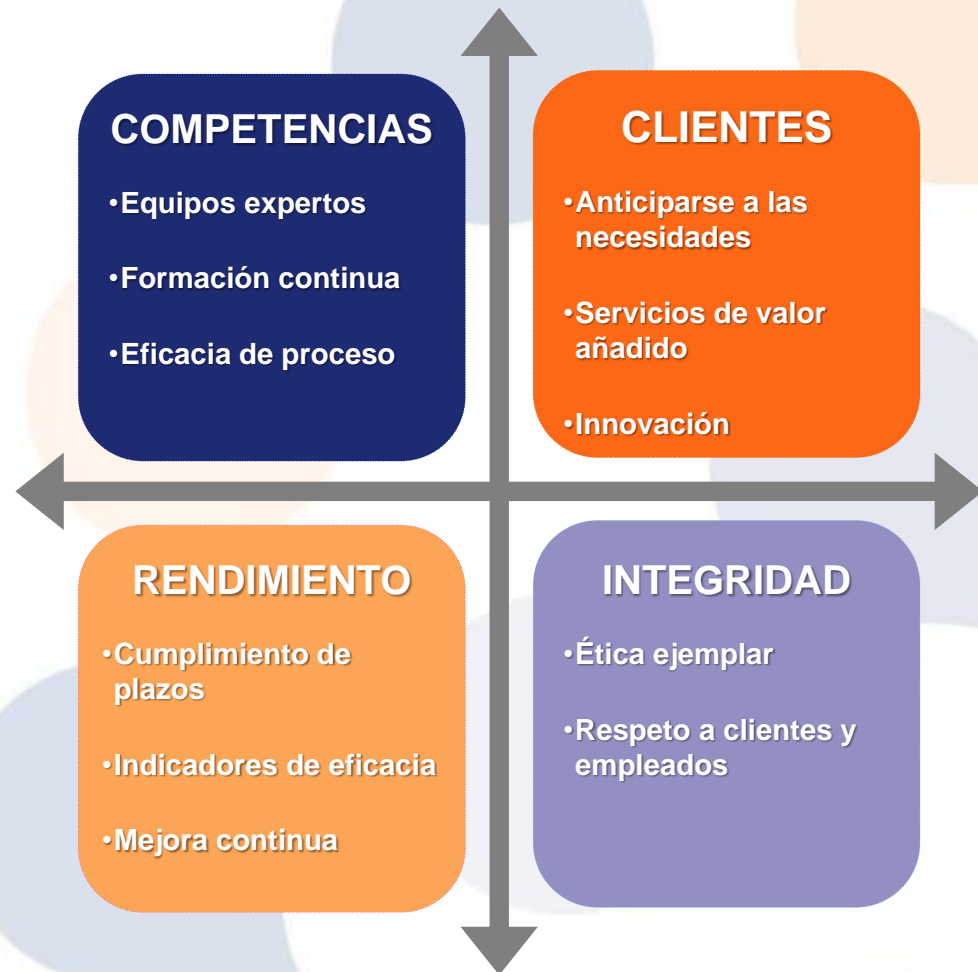 COMPETENCIAS
•Equipos expertos
•Formación continua
•Eficacia de proceso
CLIENTES
•Anticiparse a las
necesidades
•Servicios de valor
añadido
•Innovación
RENDIMIENTO
•Cumplimiento de
plazos
•Indicadores de eficacia
•Mejora continua
INTEGRIDAD
•Ética ejemplar
•Respeto a clientes y
empleados